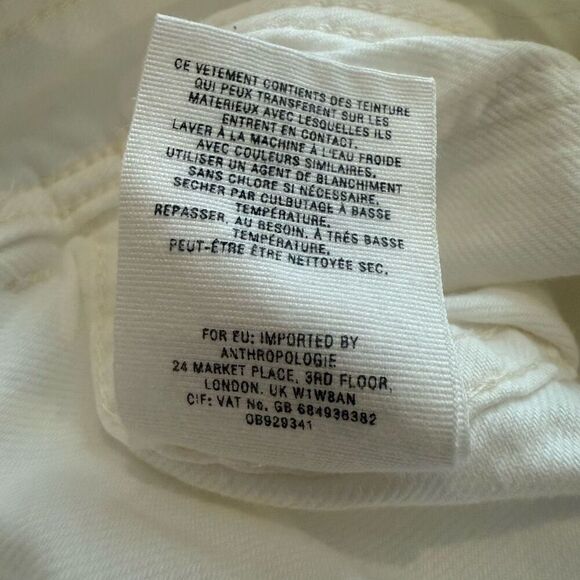 CE VETEMENT CONTIENTS DES TEINTURE
QUI PEUX TRANSFERENT SUR LES
MATERIEUX AVEC LESQUELLES ILS
ENTRENT EN CONTACT.
LAVER À LA MACHINE À L'EAU FROIDE
AVEC COULEURS SIMILAIRES.
UTILISER UN AGENT DE BLANCHIMENT
SANS CHLORE SI NÉCESSAIRE.
SECHER PAR CULBUTAGE À BASSE
TEMPÉRATURE.
REPASSER, AU BESOIN, À TRÈS BASSE
TEMPÉRATURE.
PEUT-ÊTRE ÊTRE NETTOYÉE SEC.
FOR EU: IMPORTED BY
ANTHROPOLOGIE
24 MARKET PLACE, 3RD FLOOR,
LONDON, UK W1W8AN
CIF: VAT No. GB 684936382
OB929341